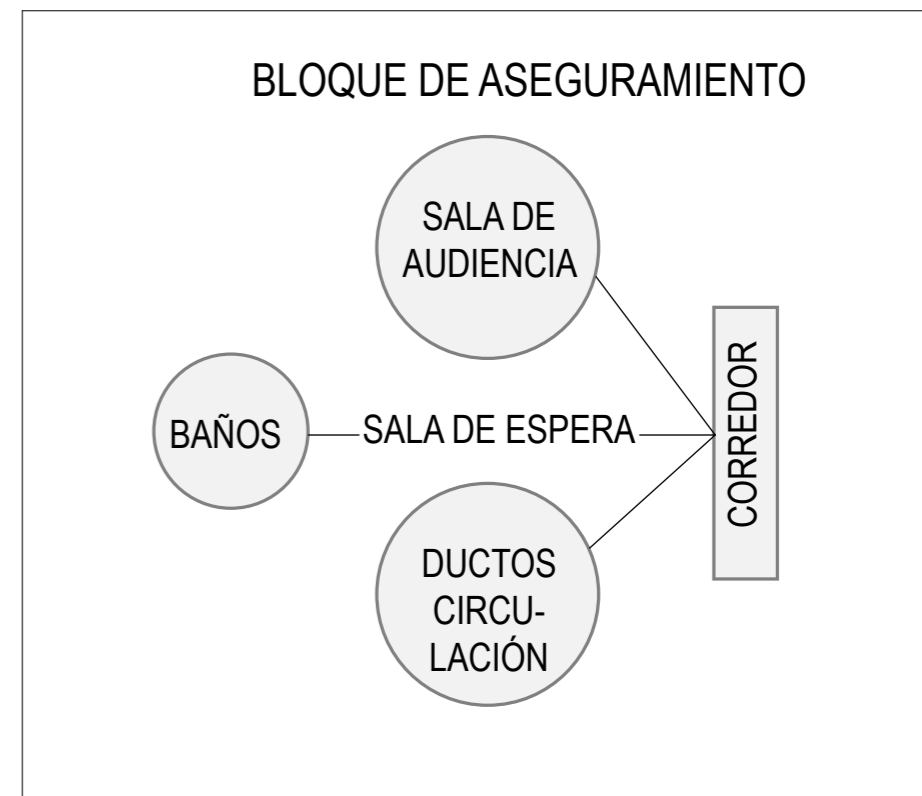 BLOQUE DE ASEGURAMIENTO
SALA DE
AUDIENCIA
BAÑOS
SALA DE ESPERA
CORREDOR
DUCTOS
CIRCU-
LACIÓN